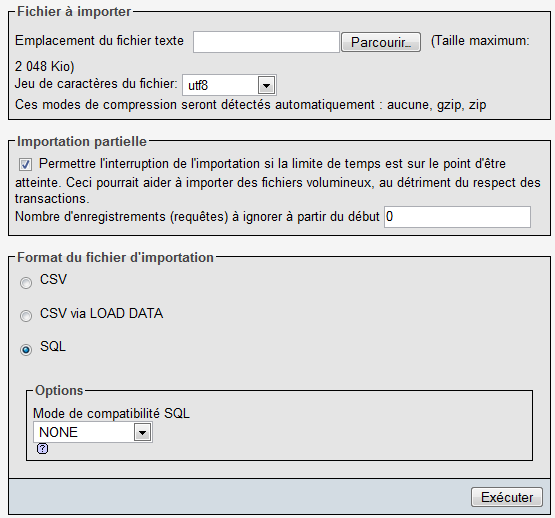 Fichier à importer
Emplacement du fichier texte Parcourir... (Taille maximum:
2 048 Kio)
Jeu de caractères du fichier: utf8
Ces modes de compression seront détectés automatiquement : aucune, gzip, zip
Importation partielle
Permettre l'interruption de l'importation si la limite de temps est sur le point d'être
atteinte. Ceci pourrait aider à importer des fichiers volumineux, au détriment du respect des
transactions.
Nombre d'enregistrements (requêtes) à ignorer à partir du début 0
Format du fichier d'importation
CSV
CSV via LOAD DATA
SQL
Options
Mode de compatibilité SQL
NONE
?
Exécuter